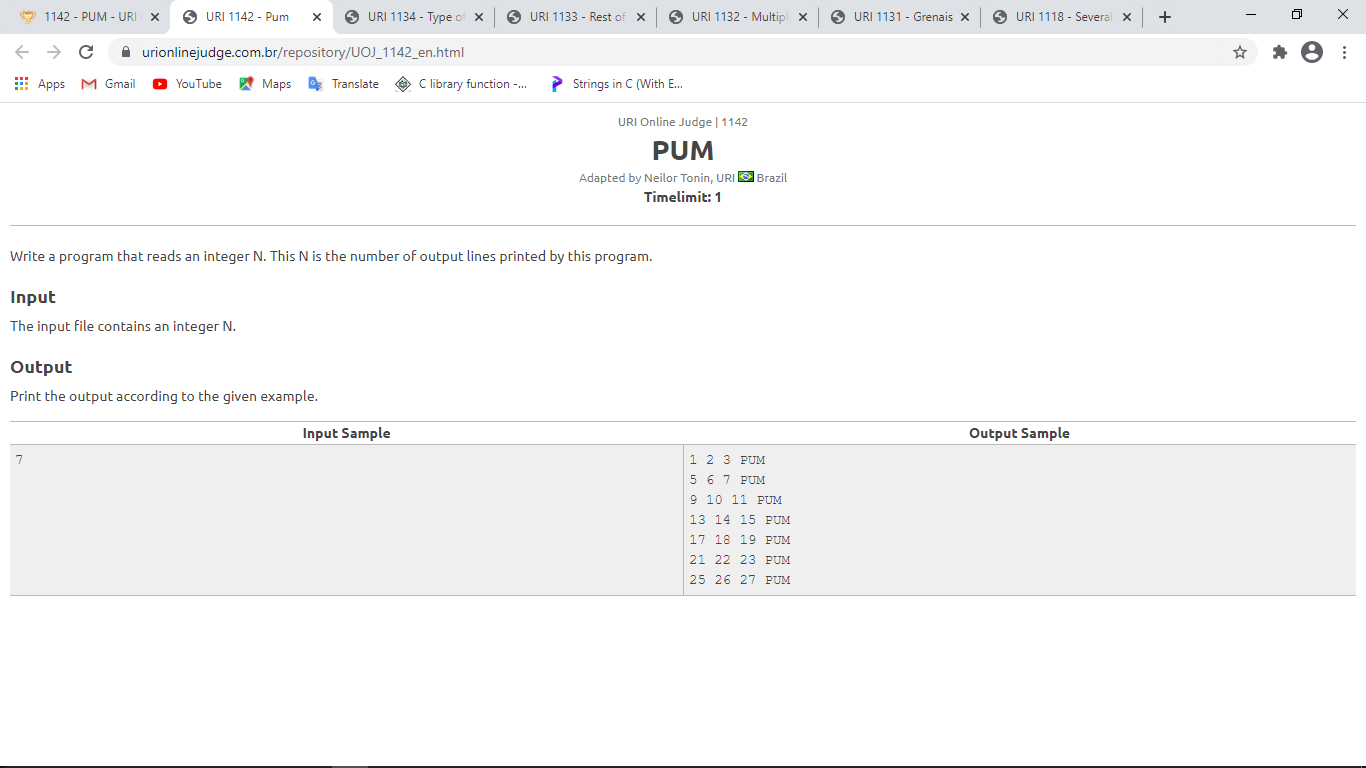 1142 - PUM - URI
URI 1142 - Pum
URI 1134 - Type of
URI 1133 - Rest of
URI 1132 - Multipl
URI 1131 - Grenais
URI 1118 - Several
urionlinejudge.com.br/repository/UOJ_1142_en.html
Apps Gmail YouTube Maps Translate C library function -... Strings in C (With E...
URI Online Judge | 1142
PUM
Adapted by Neilor Tonin, URI Brazil
Timelimit: 1
Write a program that reads an integer N. This N is the number of output lines printed by this program.
Input
The input file contains an integer N.
Output
Print the output according to the given example.
Input Sample Output Sample
7 1 2 3 PUM
5 6 7 PUM
9 10 11 PUM
13 14 15 PUM
17 18 19 PUM
21 22 23 PUM
25 26 27 PUM